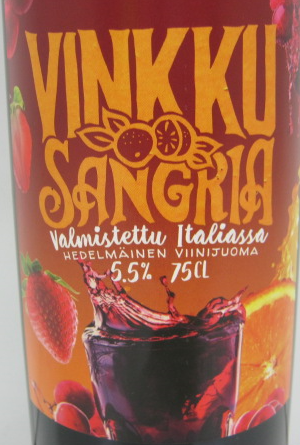 VINKKU
SANGRIA
Valmistettu Italiassa
HEDELMÄINEN VIINIJUOMA
5,5% 75CL